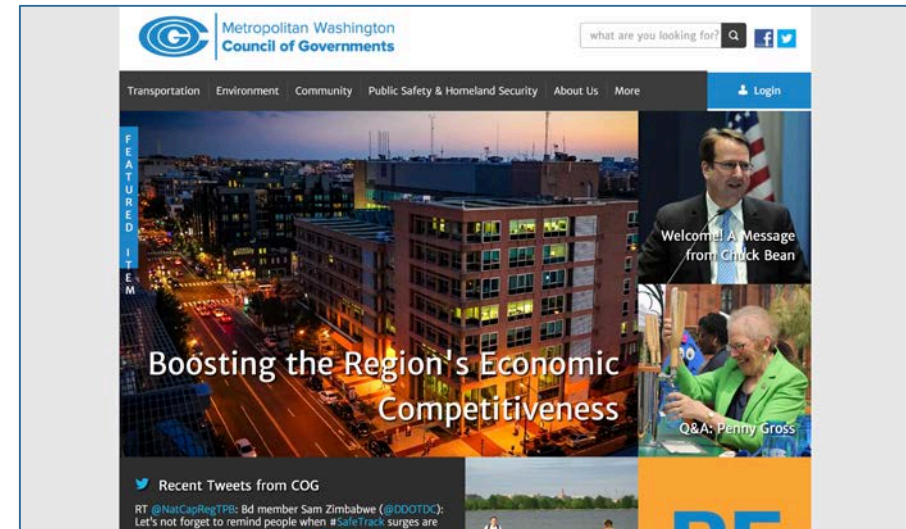 Metropolitan Washington
Council of Governments
what are you looking for?
Transportation Environment Community Public Safety & Homeland Security About Us More Login
FEATURED ITEM
Welcome! A Message
from Chuck Bean
Boosting the Region's Economic
Competitiveness
Q&A: Penny Gross
Recent Tweets from COG
RT @NatCapRegTPB: Bd member Sam Zimbabwe (@DDOTDC):
Let's not forget to remind people when #SafeTrack surges are